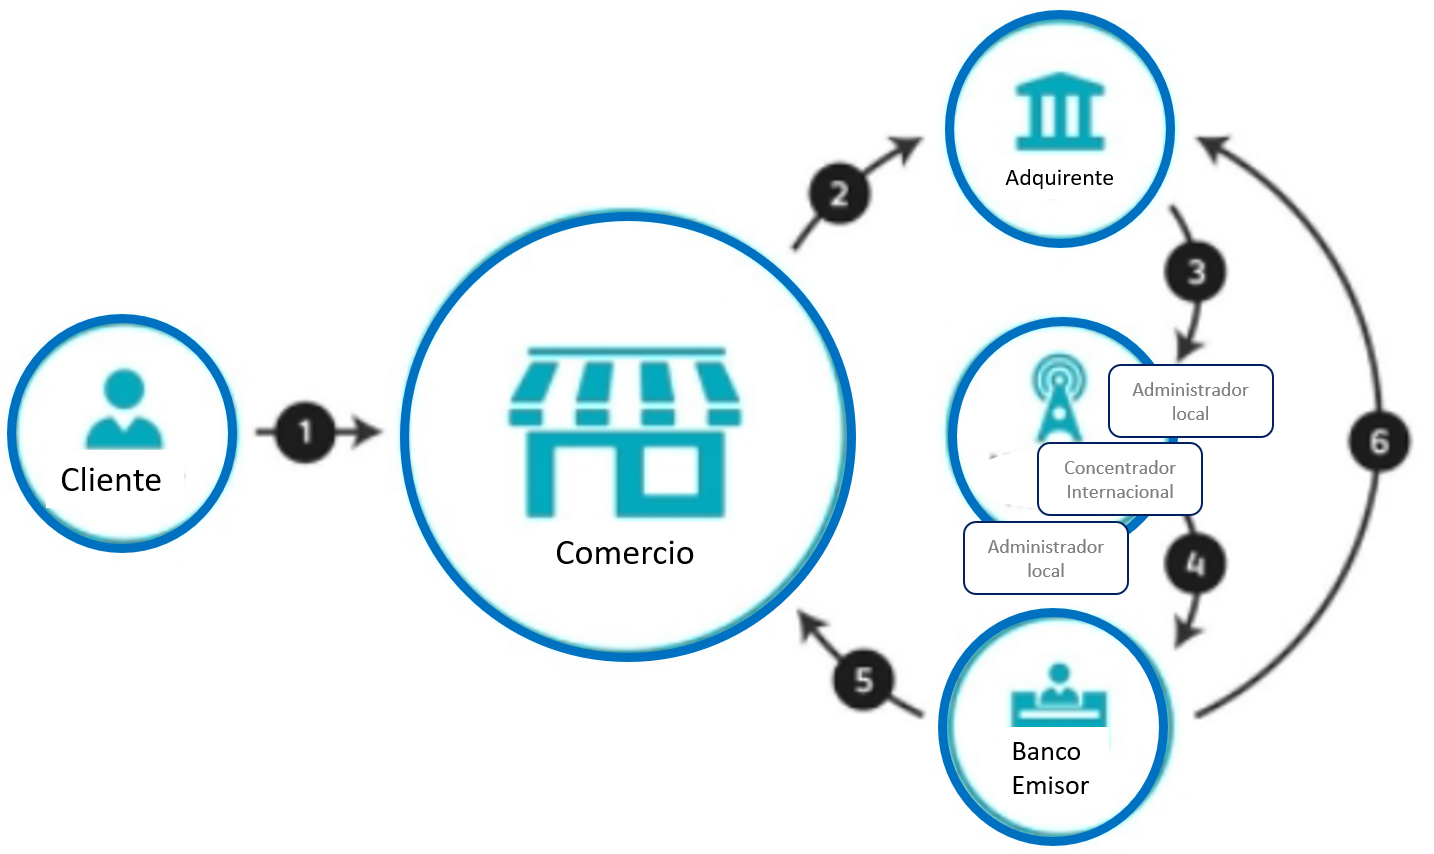 Cliente
1
Comercio
2
Adquirente
3
Administrador
local
Concentrador
Internacional
Administrador
local
4
Banco
Emisor
5
6